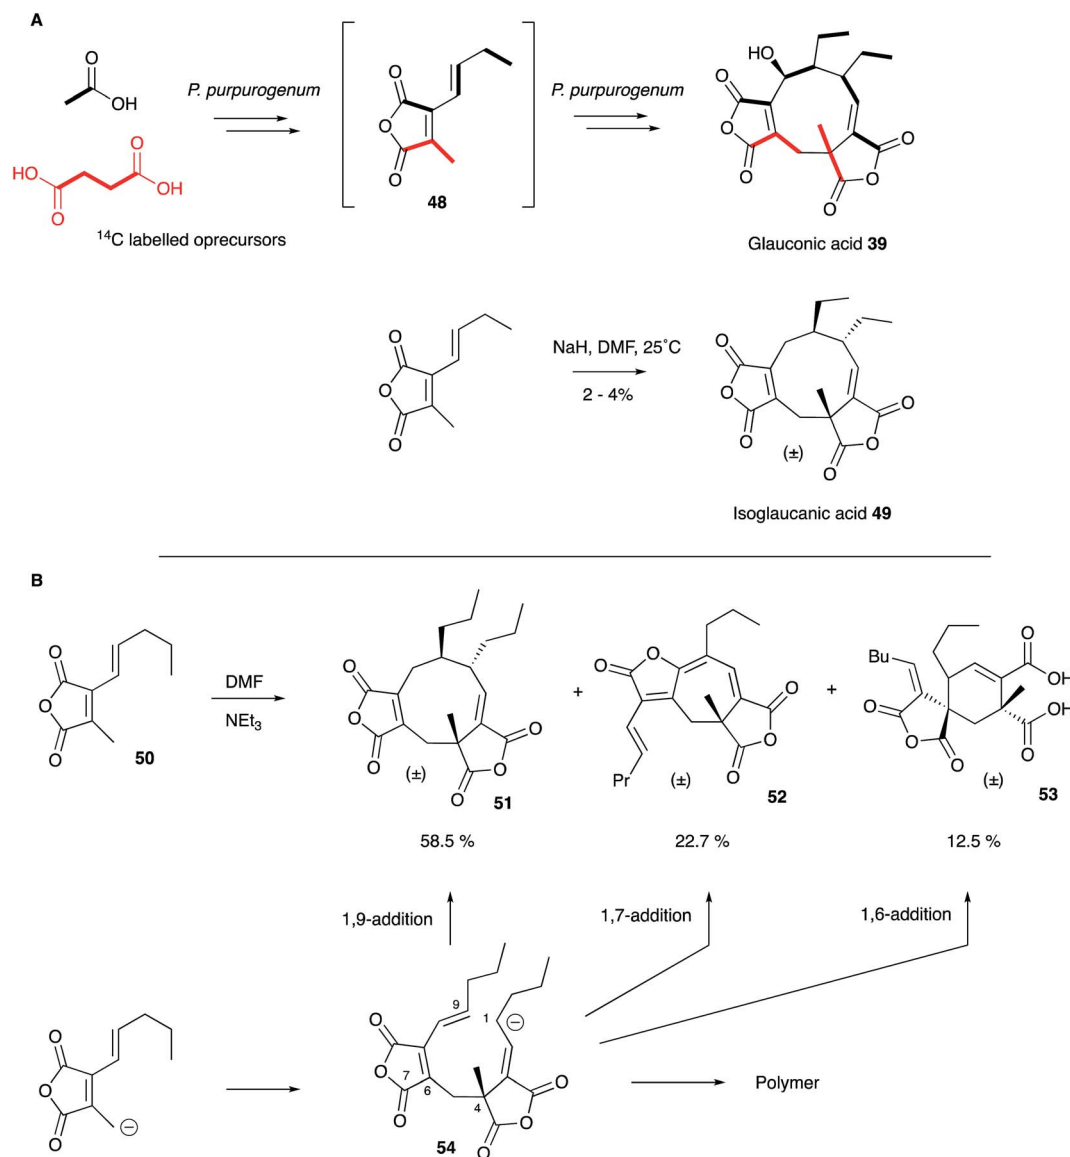 A
O
OH
HO
O
O
OH
14C labelled oprecursors
P. purpurogenum
O
O
O
48
P. purpurogenum
HO
O
O
O
O
O
O
Glauconic acid 39
O
O
O
NaH, DMF, 25˚C
2 - 4%
O
O
O
O
O
O
(±)
Isoglaucanic acid 49
B
O
O
O
50
DMF
NEt3
O
O
O
O
O
O
(±)
51
58.5 %
+
O
O
O
O
O
Pr
(±)
52
22.7 %
+
Bu
O
OH
O
O
O
O
OH
(±)
53
12.5 %
1,9-addition
1,7-addition
1,6-addition
O
O
O
−
9
1
−
O
O
7
O
6
4
O
O
O
54
Polymer